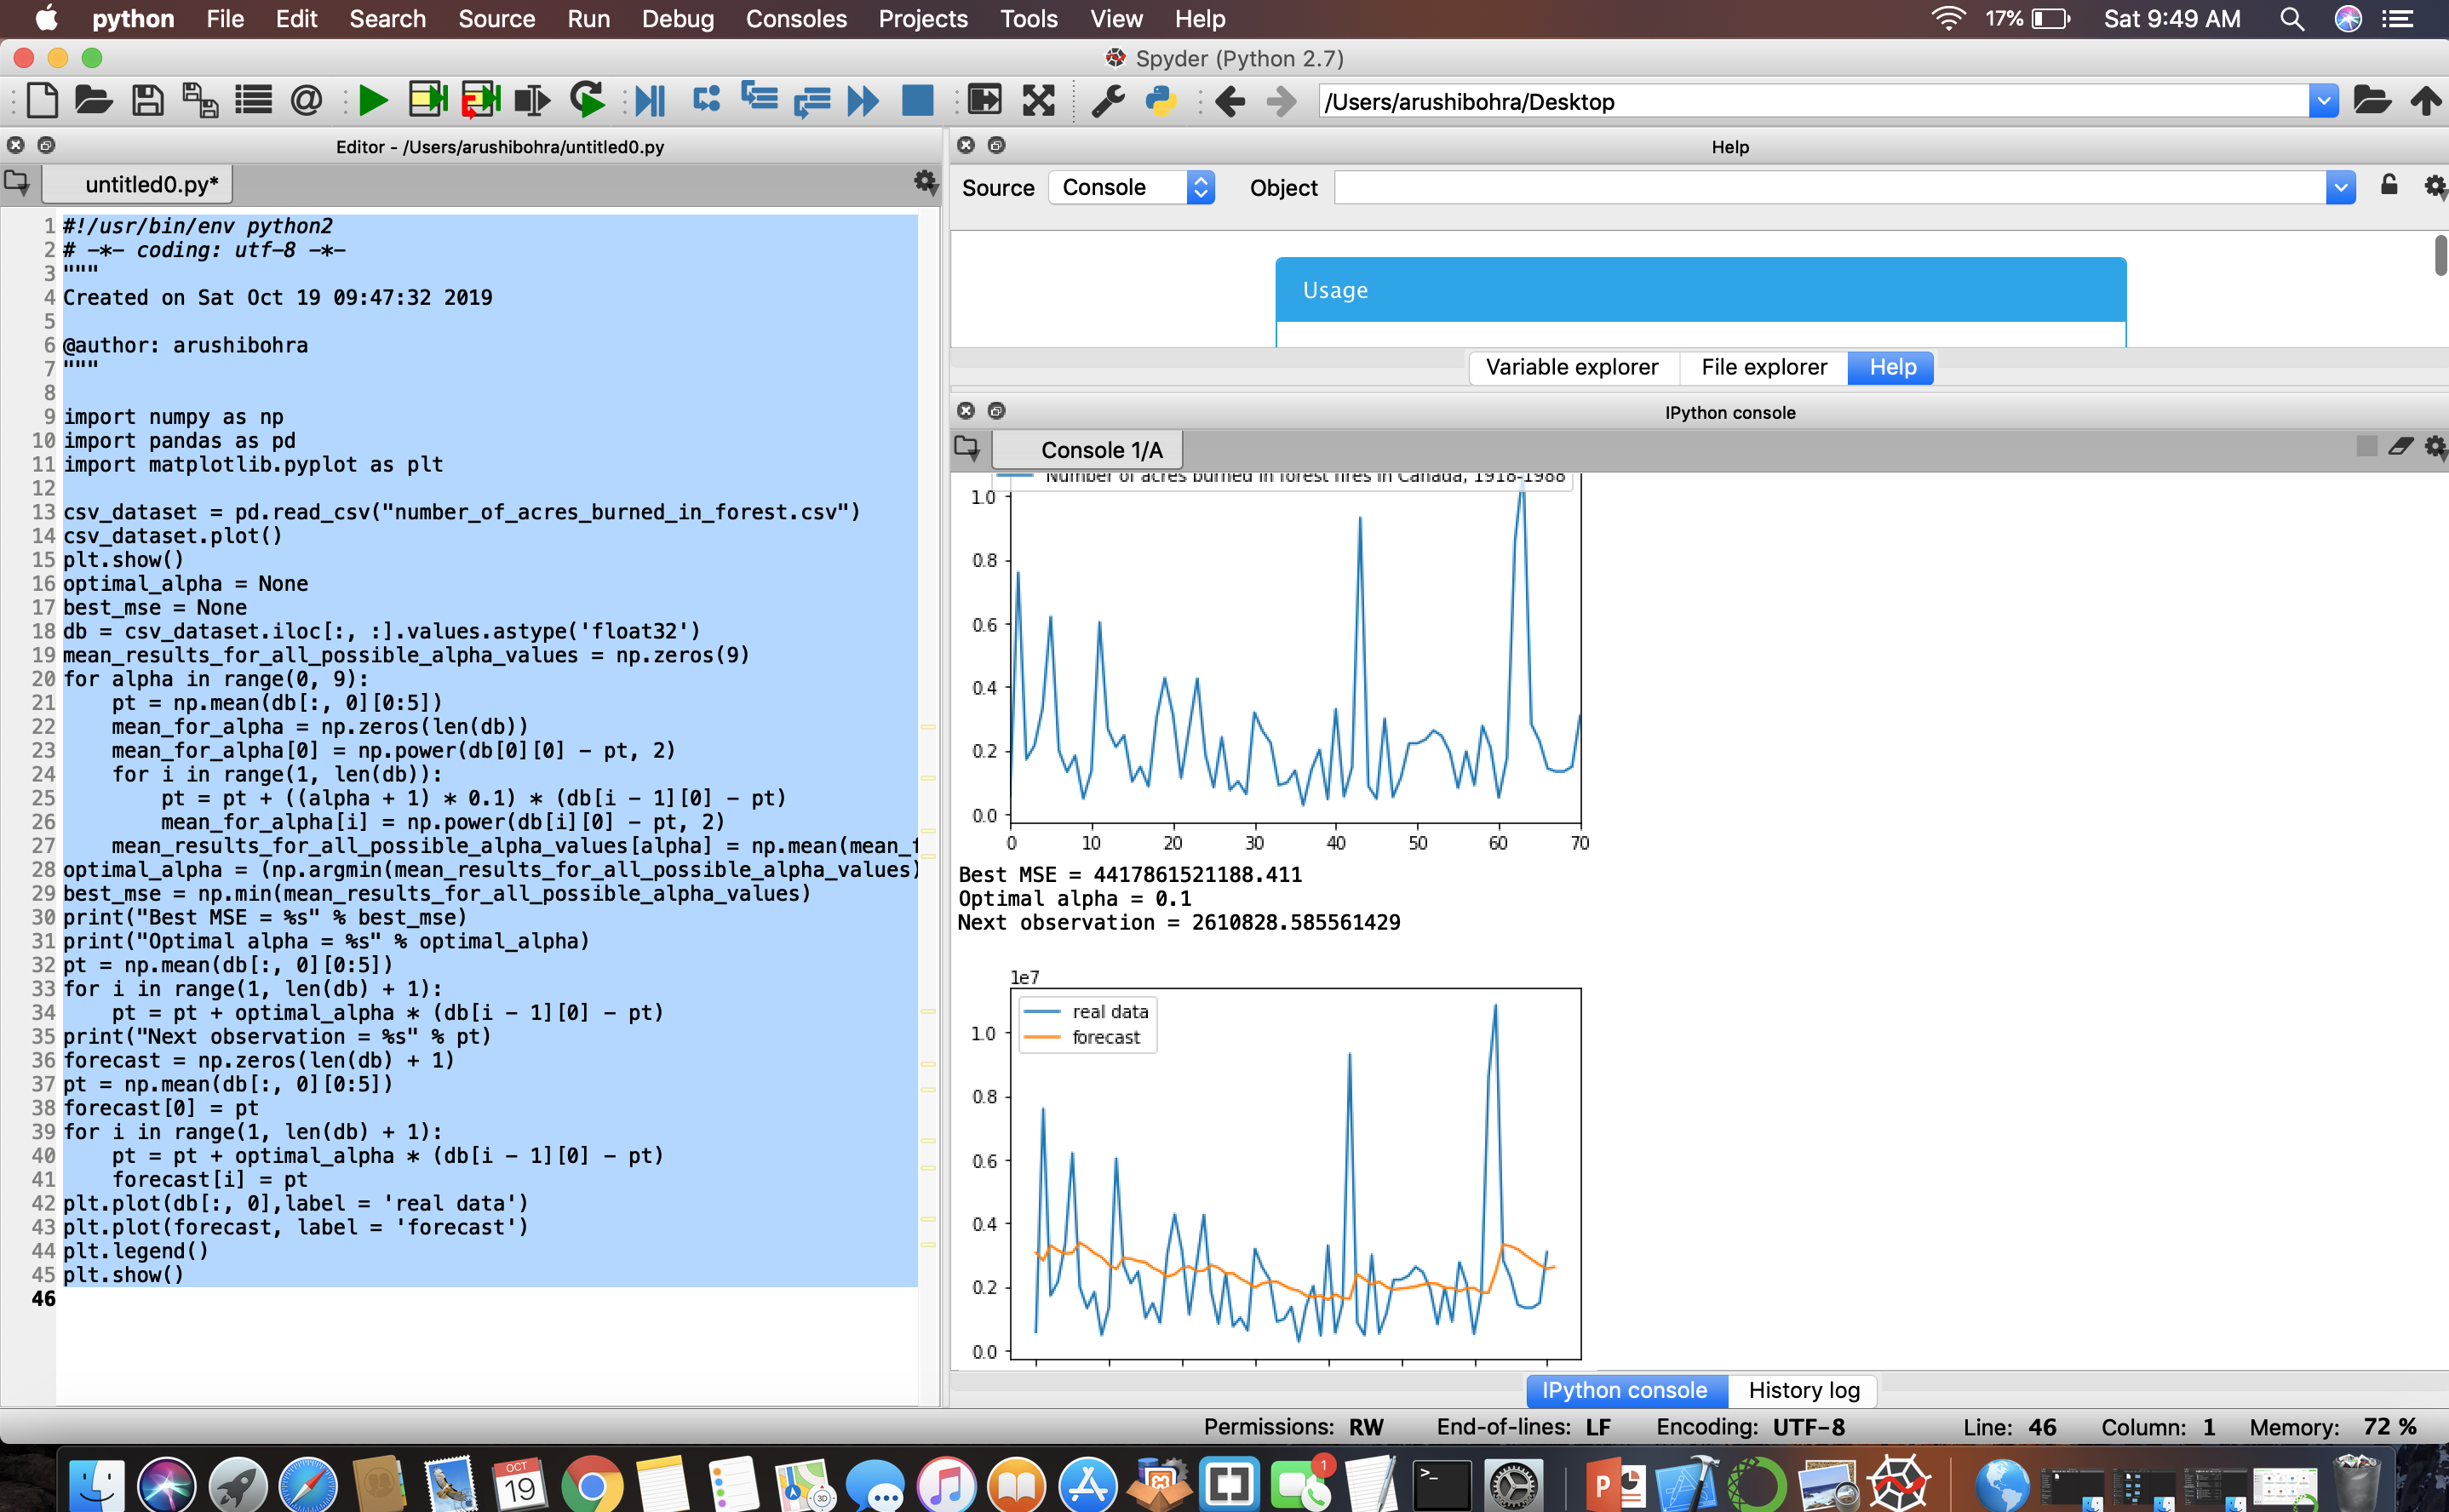 python File Edit Search Source Run Debug Consoles Projects Tools View Help 17% Sat 9:49 AM
Spyder (Python 2.7)
/Users/arushibohra/Desktop
Editor - /Users/arushibohra/untitled0.py
untitled0.py*
1 #!/usr/bin/env python2
2 # -*- coding: utf-8 -*-
3 """
4 Created on Sat Oct 19 09:47:32 2019
5
6 @author: arushibohra
7 """
8
9 import numpy as np
10 import pandas as pd
11 import matplotlib.pyplot as plt
12
13 csv_dataset = pd.read_csv("number_of_acres_burned_in_forest.csv")
14 csv_dataset.plot()
15 plt.show()
16 optimal_alpha = None
17 best_mse = None
18 db = csv_dataset.iloc[:, :].values.astype('float32')
19 mean_results_for_all_possible_alpha_values = np.zeros(9)
20 for alpha in range(0, 9):
21     pt = np.mean(db[:, 0][0:5])
22     mean_for_alpha = np.zeros(len(db))
23     mean_for_alpha[0] = np.power(db[0][0] - pt, 2)
24     for i in range(1, len(db)):
25         pt = pt + ((alpha + 1) * 0.1) * (db[i - 1][0] - pt)
26         mean_for_alpha[i] = np.power(db[i][0] - pt, 2)
27     mean_results_for_all_possible_alpha_values[alpha] = np.mean(mean_
28 optimal_alpha = (np.argmin(mean_results_for_all_possible_alpha_values)
29 best_mse = np.min(mean_results_for_all_possible_alpha_values)
30 print("Best MSE = %s" % best_mse)
31 print("Optimal alpha = %s" % optimal_alpha)
32 pt = np.mean(db[:, 0][0:5])
33 for i in range(1, len(db) + 1):
34     pt = pt + optimal_alpha * (db[i - 1][0] - pt)
35 print("Next observation = %s" % pt)
36 forecast = np.zeros(len(db) + 1)
37 pt = np.mean(db[:, 0][0:5])
38 forecast[0] = pt
39 for i in range(1, len(db) + 1):
40     pt = pt + optimal_alpha * (db[i - 1][0] - pt)
41     forecast[i] = pt
42 plt.plot(db[:, 0],label = 'real data')
43 plt.plot(forecast, label = 'forecast')
44 plt.legend()
45 plt.show()
46
Help
Source Console Object
Usage
Variable explorer File explorer Help
IPython console
Console 1/A
Number of acres burned in forest fires in Canada, 1918-1988
1.0
0.8
0.6
0.4
0.2
0.0
0 10 20 30 40 50 60 70
Best MSE = 4417861521188.411
Optimal alpha = 0.1
Next observation = 2610828.585561429
1e7
real data
forecast
1.0
0.8
0.6
0.4
0.2
0.0
IPython console History log
Permissions: RW End-of-lines: LF Encoding: UTF-8 Line: 46 Column: 1 Memory: 72 %
OCT
19
3D
1
>_
P